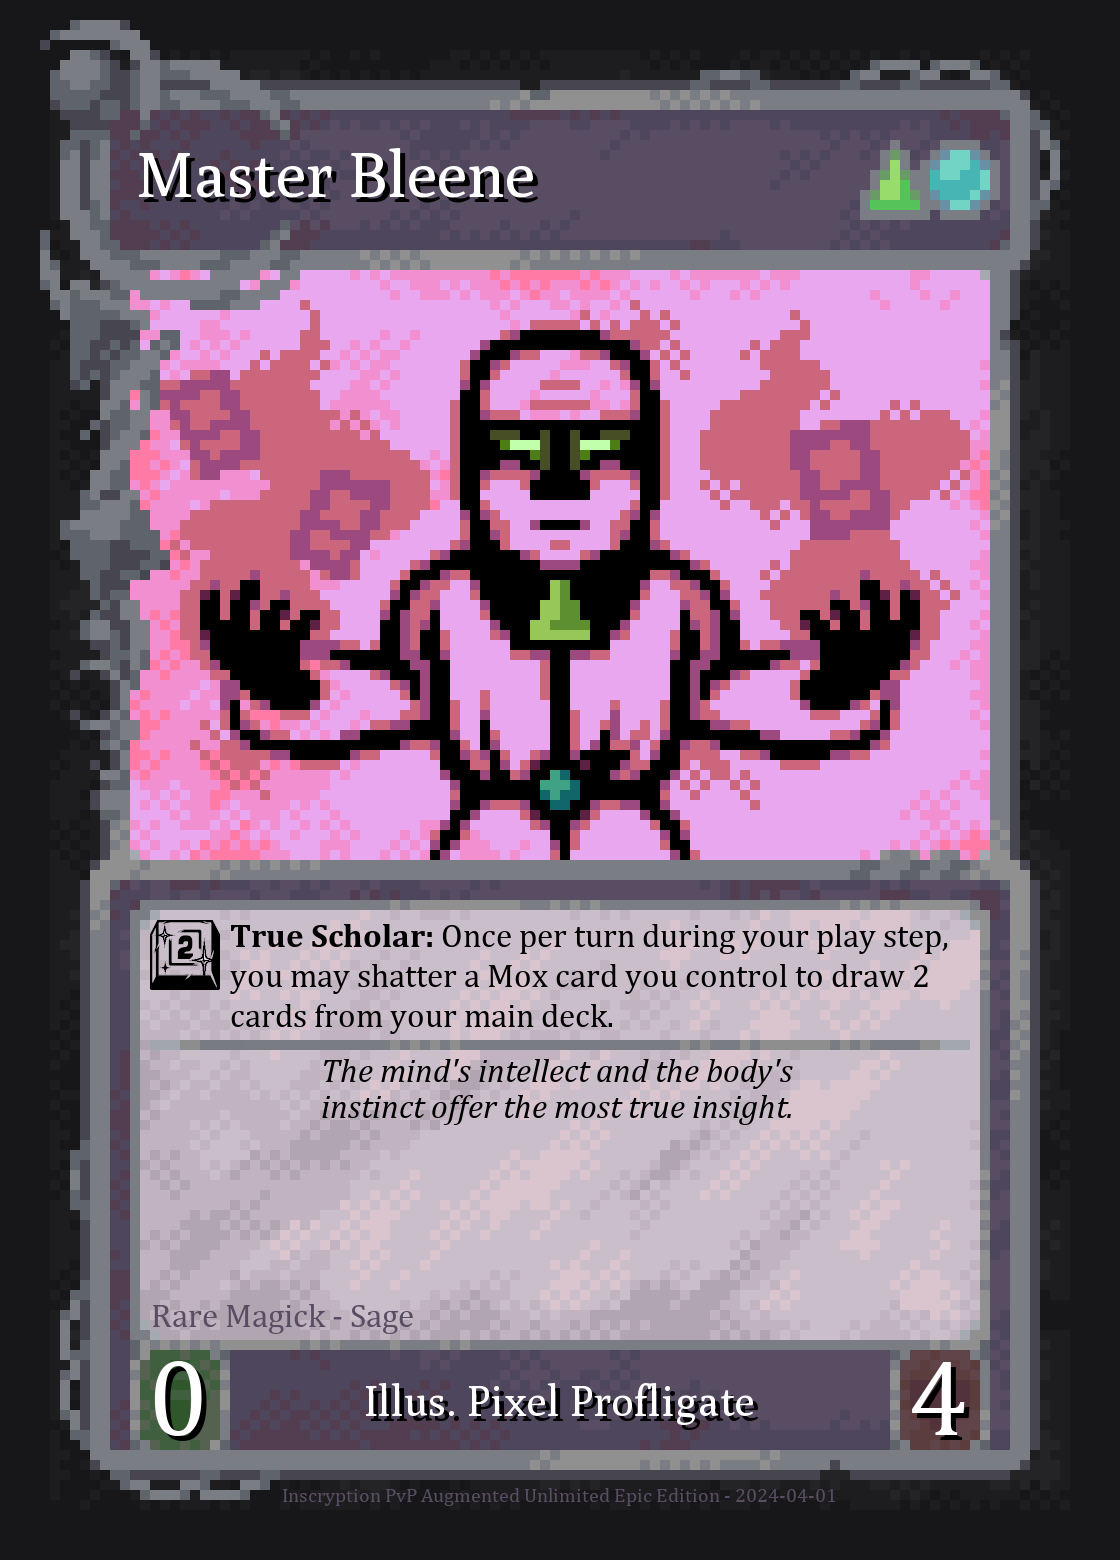 Master Bleene
2
True Scholar: Once per turn during your play step,
you may shatter a Mox card you control to draw 2
cards from your main deck.
The mind's intellect and the body's
instinct offer the most true insight.
Rare Magick - Sage
0
Illus. Pixel Profligate
4
Inscryption PvP Augmented Unlimited Epic Edition - 2024-04-01